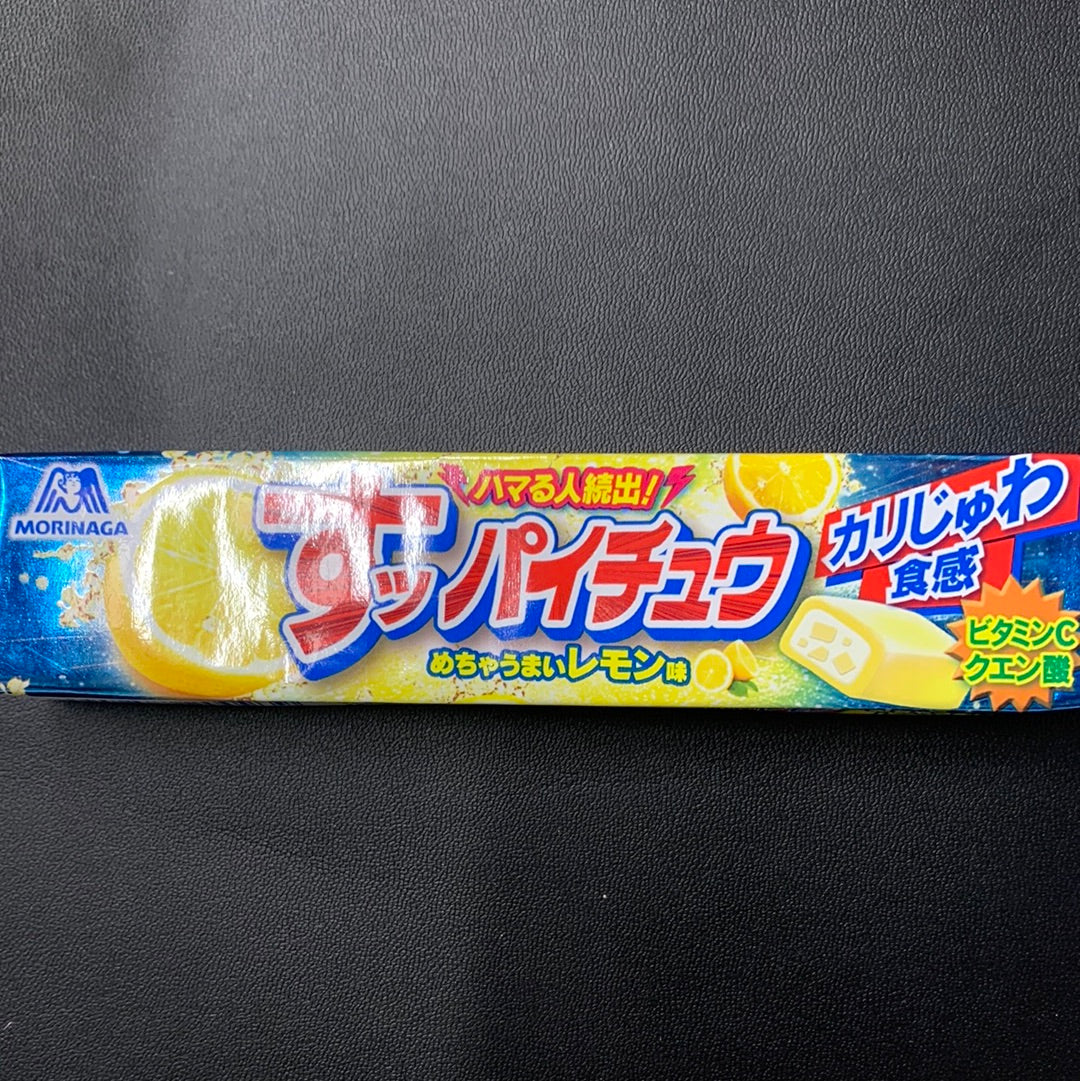 MORINAGA
ハマる人続出!
すッパイチュウ
めちゃうまいレモン味
カリじゅわ
食感
ビタミンC
クエン酸